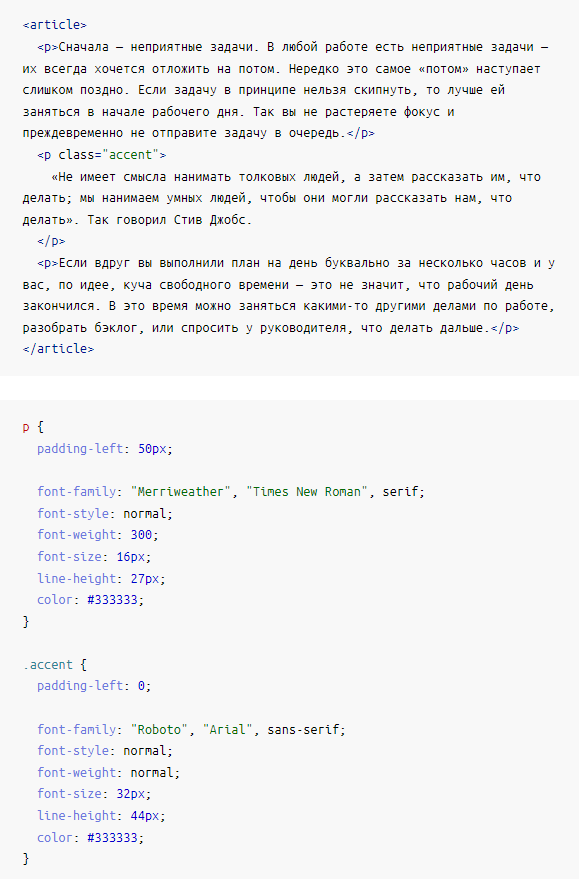 <article>
<p>Сначала — неприятные задачи. В любой работе есть неприятные задачи —
их всегда хочется отложить на потом. Нередко это самое «потом» наступает
слишком поздно. Если задачу в принципе нельзя скипнуть, то лучше ей
заняться в начале рабочего дня. Так вы не растеряете фокус и
преждевременно не отправите задачу в очередь.</p>
<p class="accent">
«Не имеет смысла нанимать толковых людей, а затем рассказать им, что
делать; мы нанимаем умных людей, чтобы они могли рассказать нам, что
делать». Так говорил Стив Джобс.
</p>
<p>Если вдруг вы выполнили план на день буквально за несколько часов и у
вас, по идее, куча свободного времени — это не значит, что рабочий день
закончился. В это время можно заняться какими-то другими делами по работе,
разобрать бэклог, или спросить у руководителя, что делать дальше.</p>
</article>
p {
padding-left: 50px;
font-family: "Merriweather", "Times New Roman", serif;
font-style: normal;
font-weight: 300;
font-size: 16px;
line-height: 27px;
color: #333333;
}
.accent {
padding-left: 0;
font-family: "Roboto", "Arial", sans-serif;
font-style: normal;
font-weight: normal;
font-size: 32px;
line-height: 44px;
color: #333333;
}